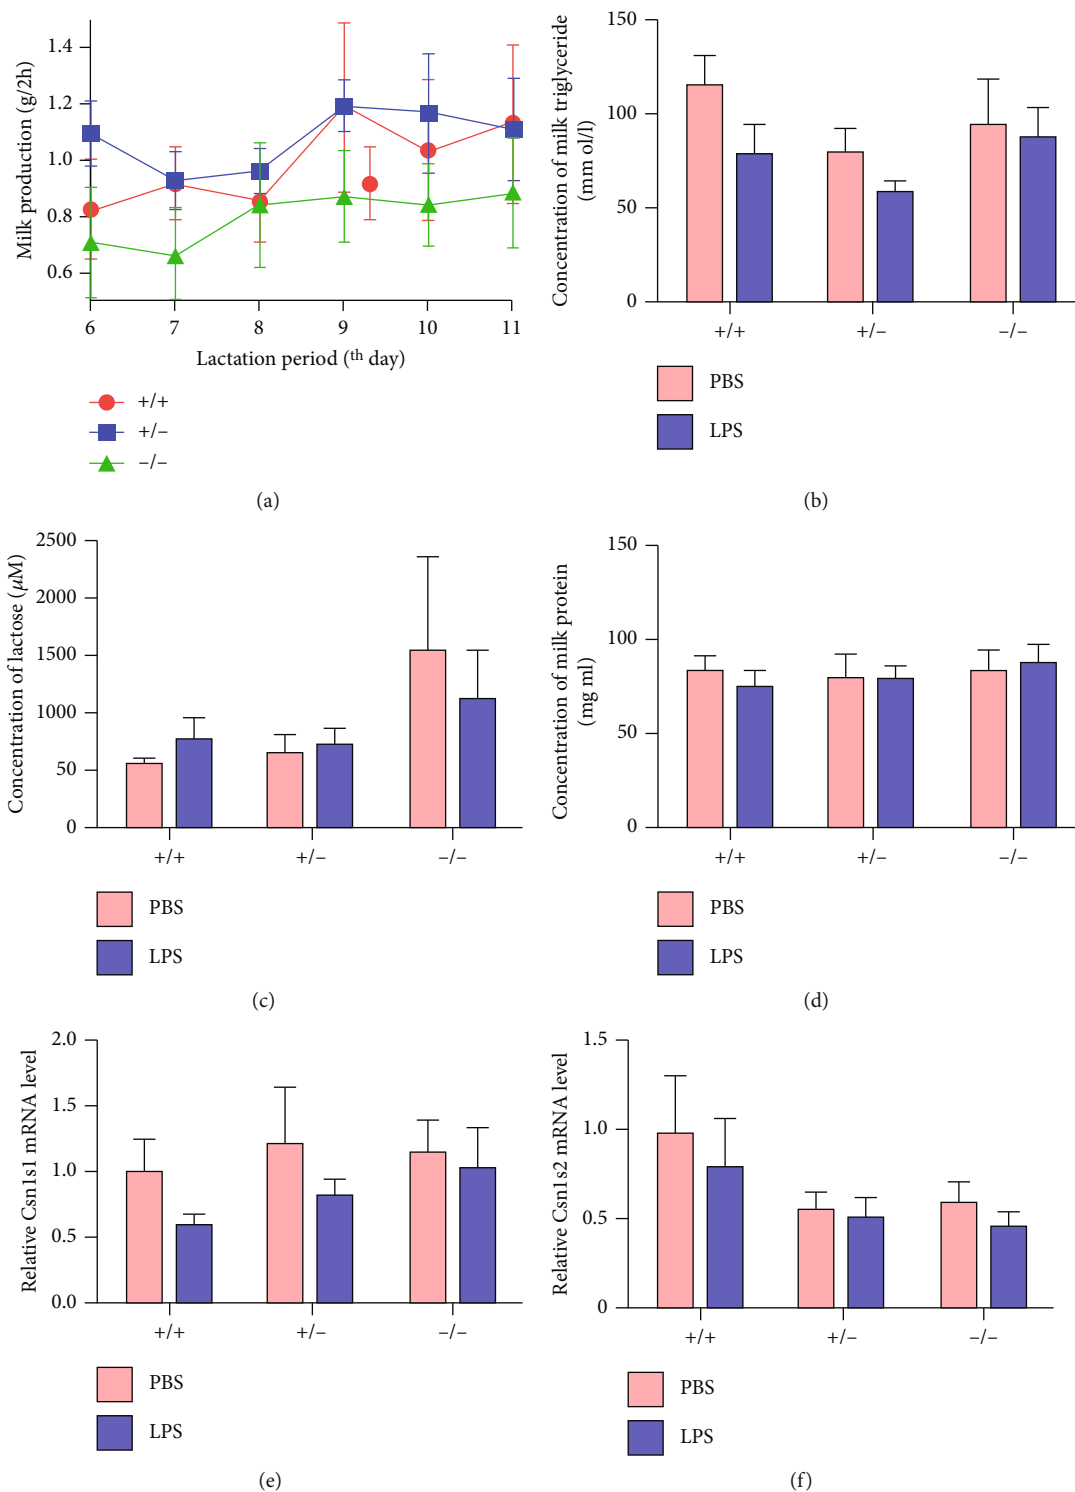 Milk production (g/2h)
1.4
1.2
1.0
0.8
0.6
6 7 8 9 10 11
Lactation period (th day)
+/+
+/–
–/–
(a)
Concentration of milk triglyceride
(mm ol/l)
150
100
50
0
+/+ +/– –/–
PBS
LPS
(b)
Concentration of lactose (μM)
2500
2000
1500
1000
50
0
+/+ +/– –/–
PBS
LPS
(c)
Concentration of milk protein
(mg ml)
150
100
50
0
+/+ +/– –/–
PBS
LPS
(d)
Relative Csn1s1 mRNA level
2.0
1.5
1.0
0.5
0.0
+/+ +/– –/–
PBS
LPS
(e)
Relative Csn1s2 mRNA level
1.5
1.0
0.5
0
+/+ +/– –/–
PBS
LPS
(f)